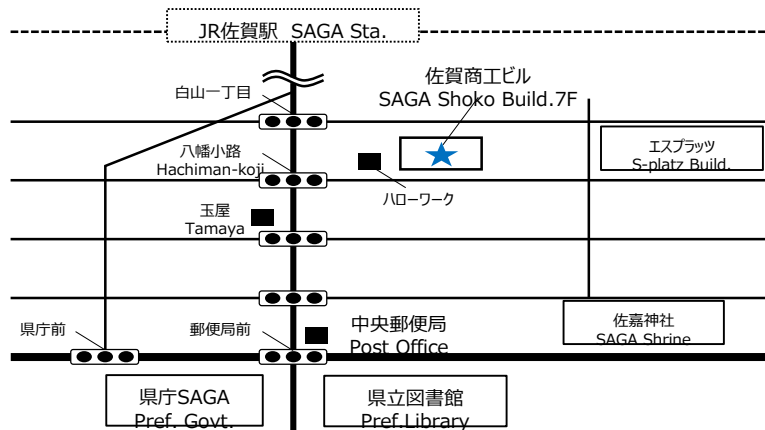 JR佐賀駅 SAGA Sta.
佐賀商工ビル
SAGA Shoko Build.7F
白山一丁目
エスプラッツ
S-platz Build.
八幡小路
Hachiman-koji
ハローワーク
玉屋
Tamaya
佐嘉神社
SAGA Shrine
県庁前
郵便局前
中央郵便局
Post Office
県庁SAGA
Pref. Govt.
県立図書館
Pref.Library